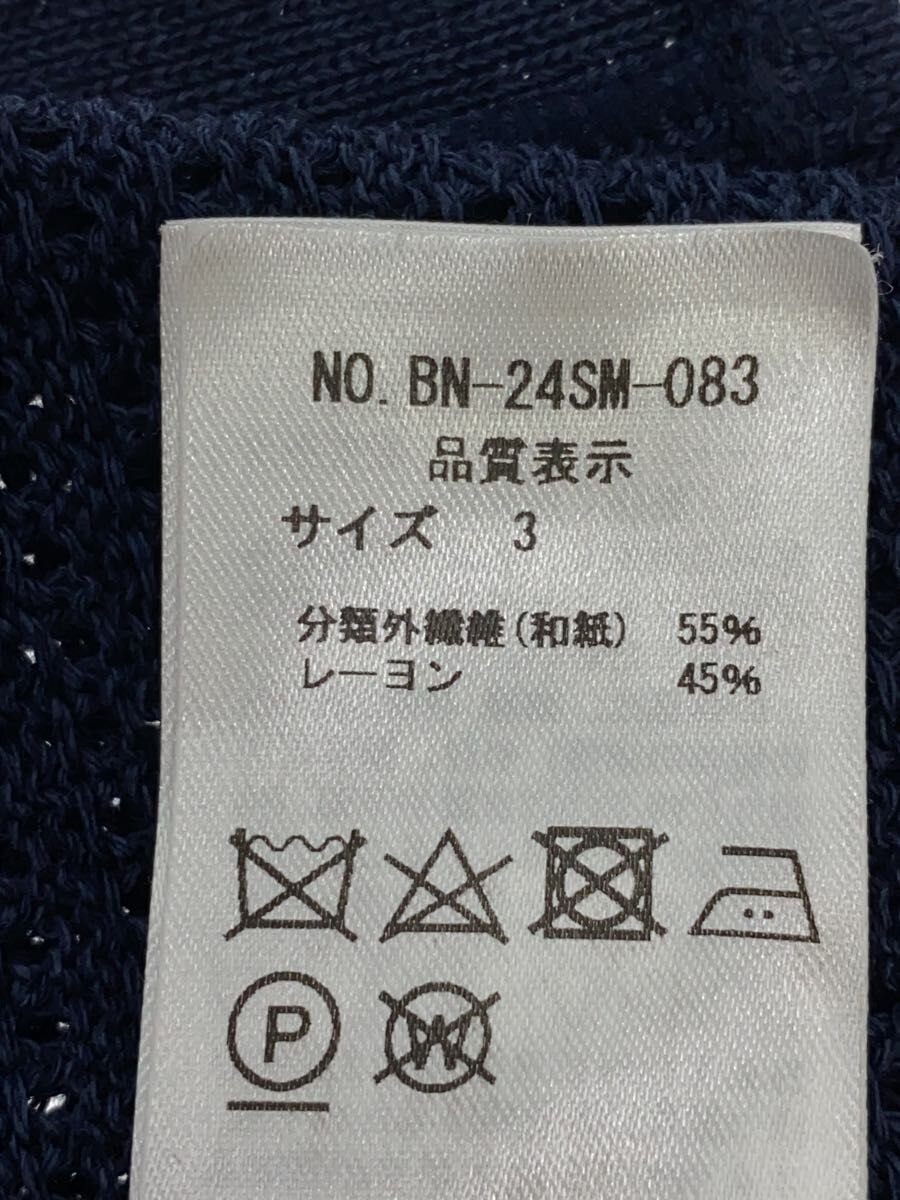 NO. BN-24SM-083
品質表示
サイズ 3
分類外繊維(和紙) 55%
レーヨン 45%
P W